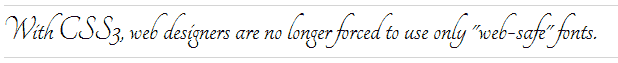 With CSS3, web designers are no longer forced to use only "web-safe" fonts.